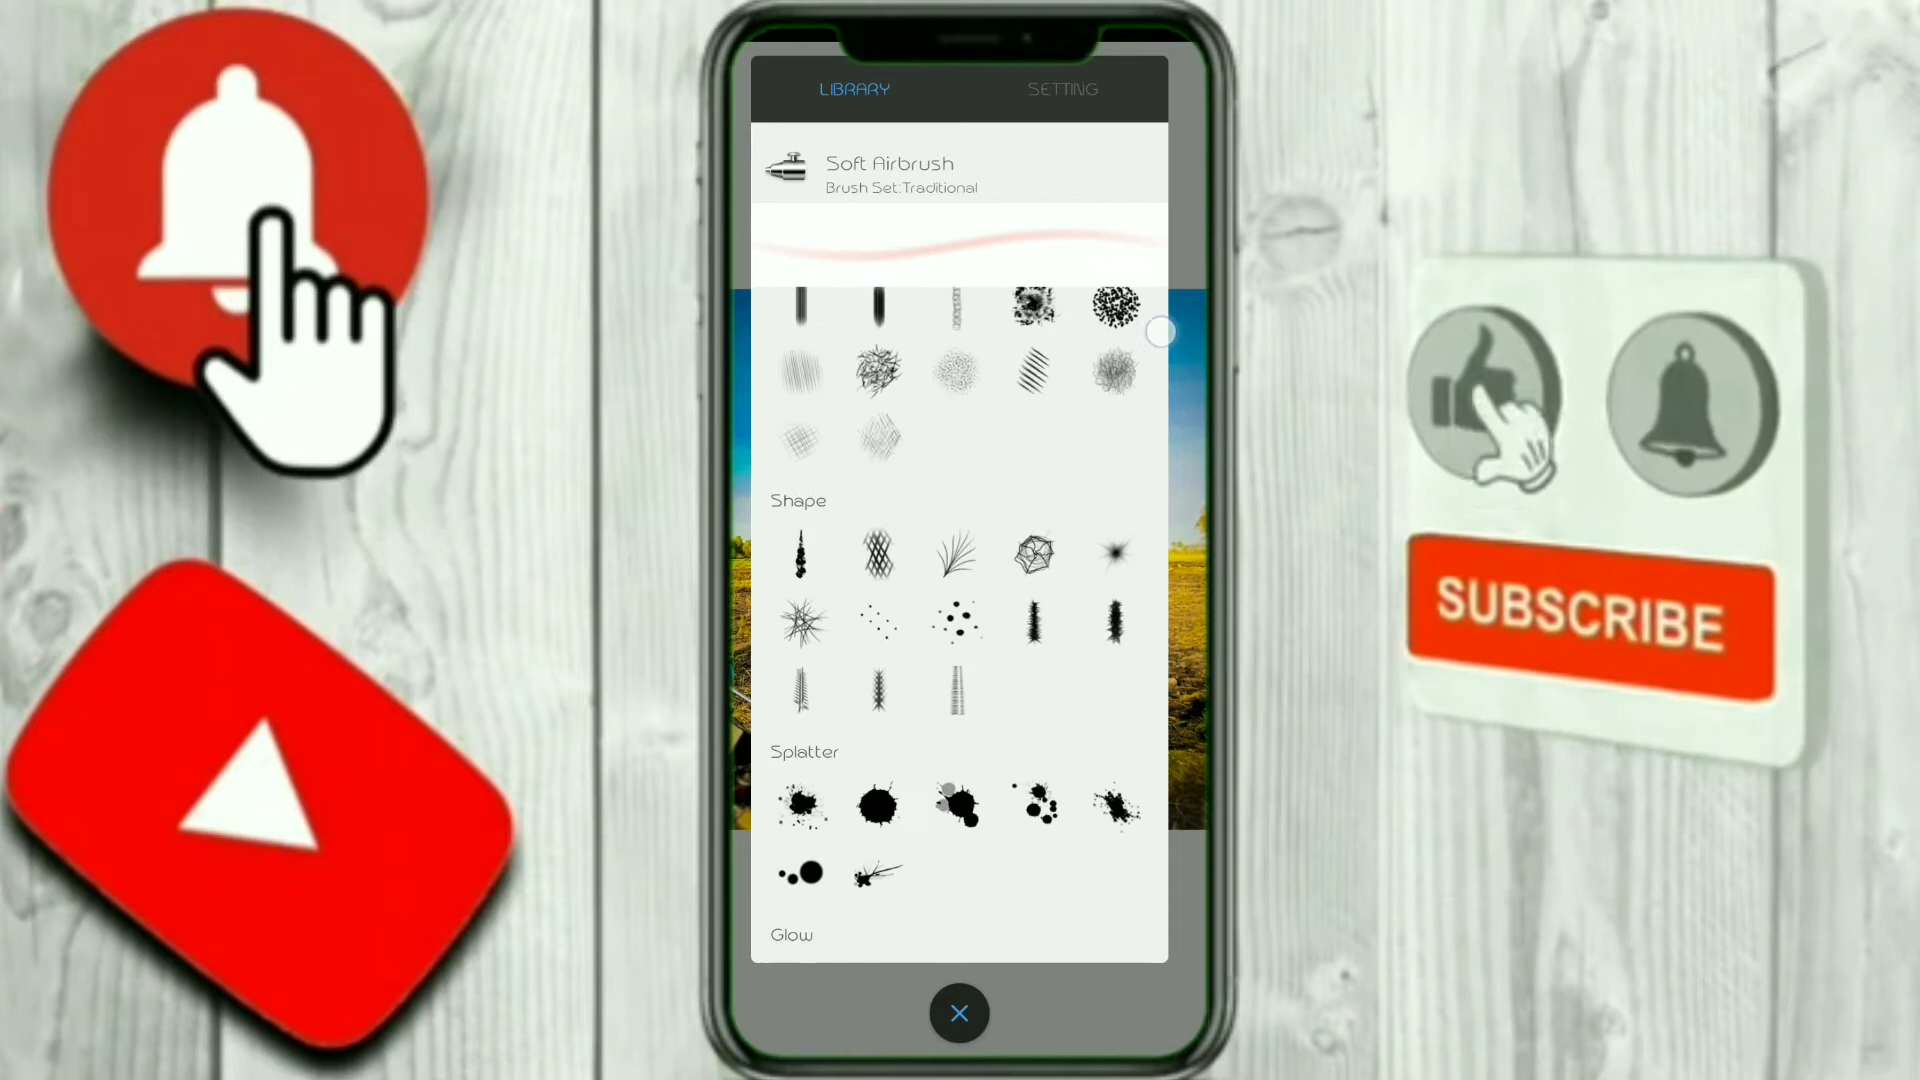 LIBRARY SETTING
Soft Airbrush
Brush Set:Traditional
Shape
Splatter
Glow
SUBSCRIBE